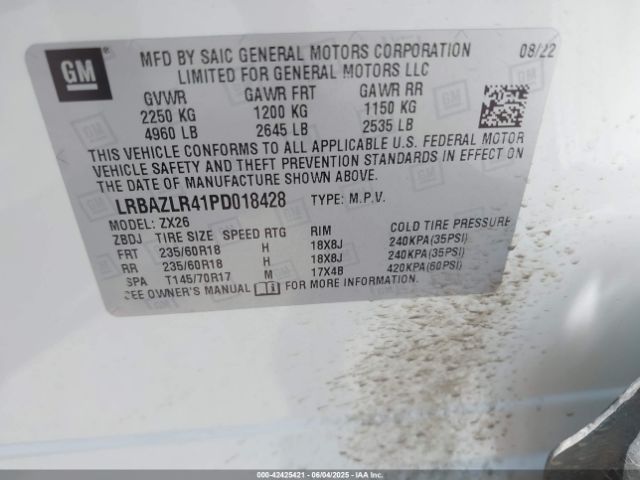 GM
MFD BY SAIC GENERAL MOTORS CORPORATION 08/22
LIMITED FOR GENERAL MOTORS LLC
GVWR GAWR FRT GAWR RR
2250 KG 1200 KG 1150 KG
4960 LB 2645 LB 2535 LB
THIS VEHICLE CONFORMS TO ALL APPLICABLE U.S. FEDERAL MOTOR
VEHICLE SAFETY AND THEFT PREVENTION STANDARDS IN EFFECT ON
THE DATE OF MANUFACTURE SHOWN ABOVE.
LRBAZLR41PD018428 TYPE: M.P.V.
MODEL: ZX26
ZBDJ TIRE SIZE SPEED RTG RIM COLD TIRE PRESSURE
FRT 235/60R18 H 18X8J 240KPA(35PSI)
RR 235/60R18 H 18X8J 240KPA(35PSI)
SPA T145/70R17 M 17X4B 420KPA(60PSI)
SEE OWNER'S MANUAL FOR MORE INFORMATION.
000-42425421 | 06/04/2025 | IAAI.CA